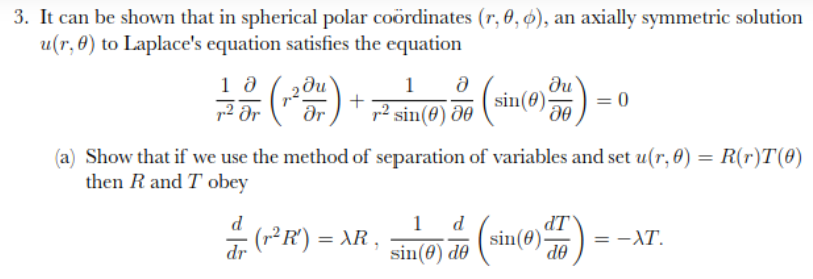 3. It can be shown that in spherical polar coördinates (r, θ, ϕ), an axially symmetric solution
u(r, θ) to Laplace's equation satisfies the equation
1/r² ∂/∂r (r² ∂u/∂r) + 1/(r² sin(θ)) ∂/∂θ (sin(θ) ∂u/∂θ) = 0
(a) Show that if we use the method of separation of variables and set u(r, θ) = R(r)T(θ)
then R and T obey
d/dr (r²R′) = λR , 1/sin(θ) d/dθ (sin(θ) dT/dθ) = −λT.